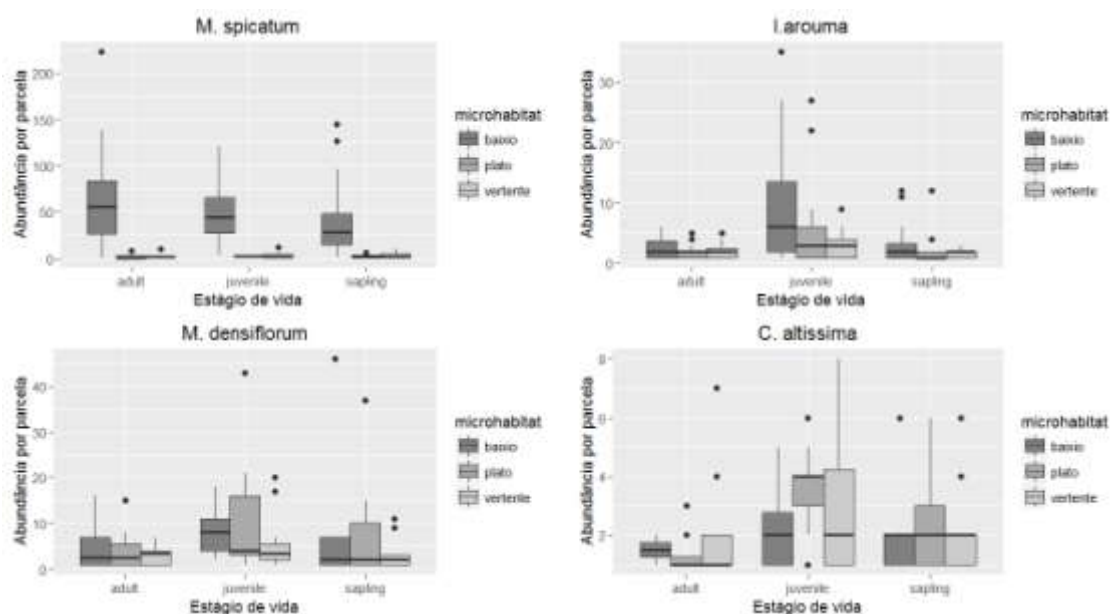 M. spicatum
Abundância por parcela
200
150
100
50
0
adult juvenile sapling
Estágio de vida
microhabitat
baixio
plato
vertente
I.arouma
Abundância por parcela
30
20
10
0
adult juvenile sapling
Estágio de vida
microhabitat
baixio
plato
vertente
M. densiflorum
Abundância por parcela
40
30
20
10
0
adult juvenile sapling
Estágio de vida
microhabitat
baixio
plato
vertente
C. altissima
Abundância por parcela
8
6
4
2
adult juvenile sapling
Estágio de vida
microhabitat
baixio
plato
vertente